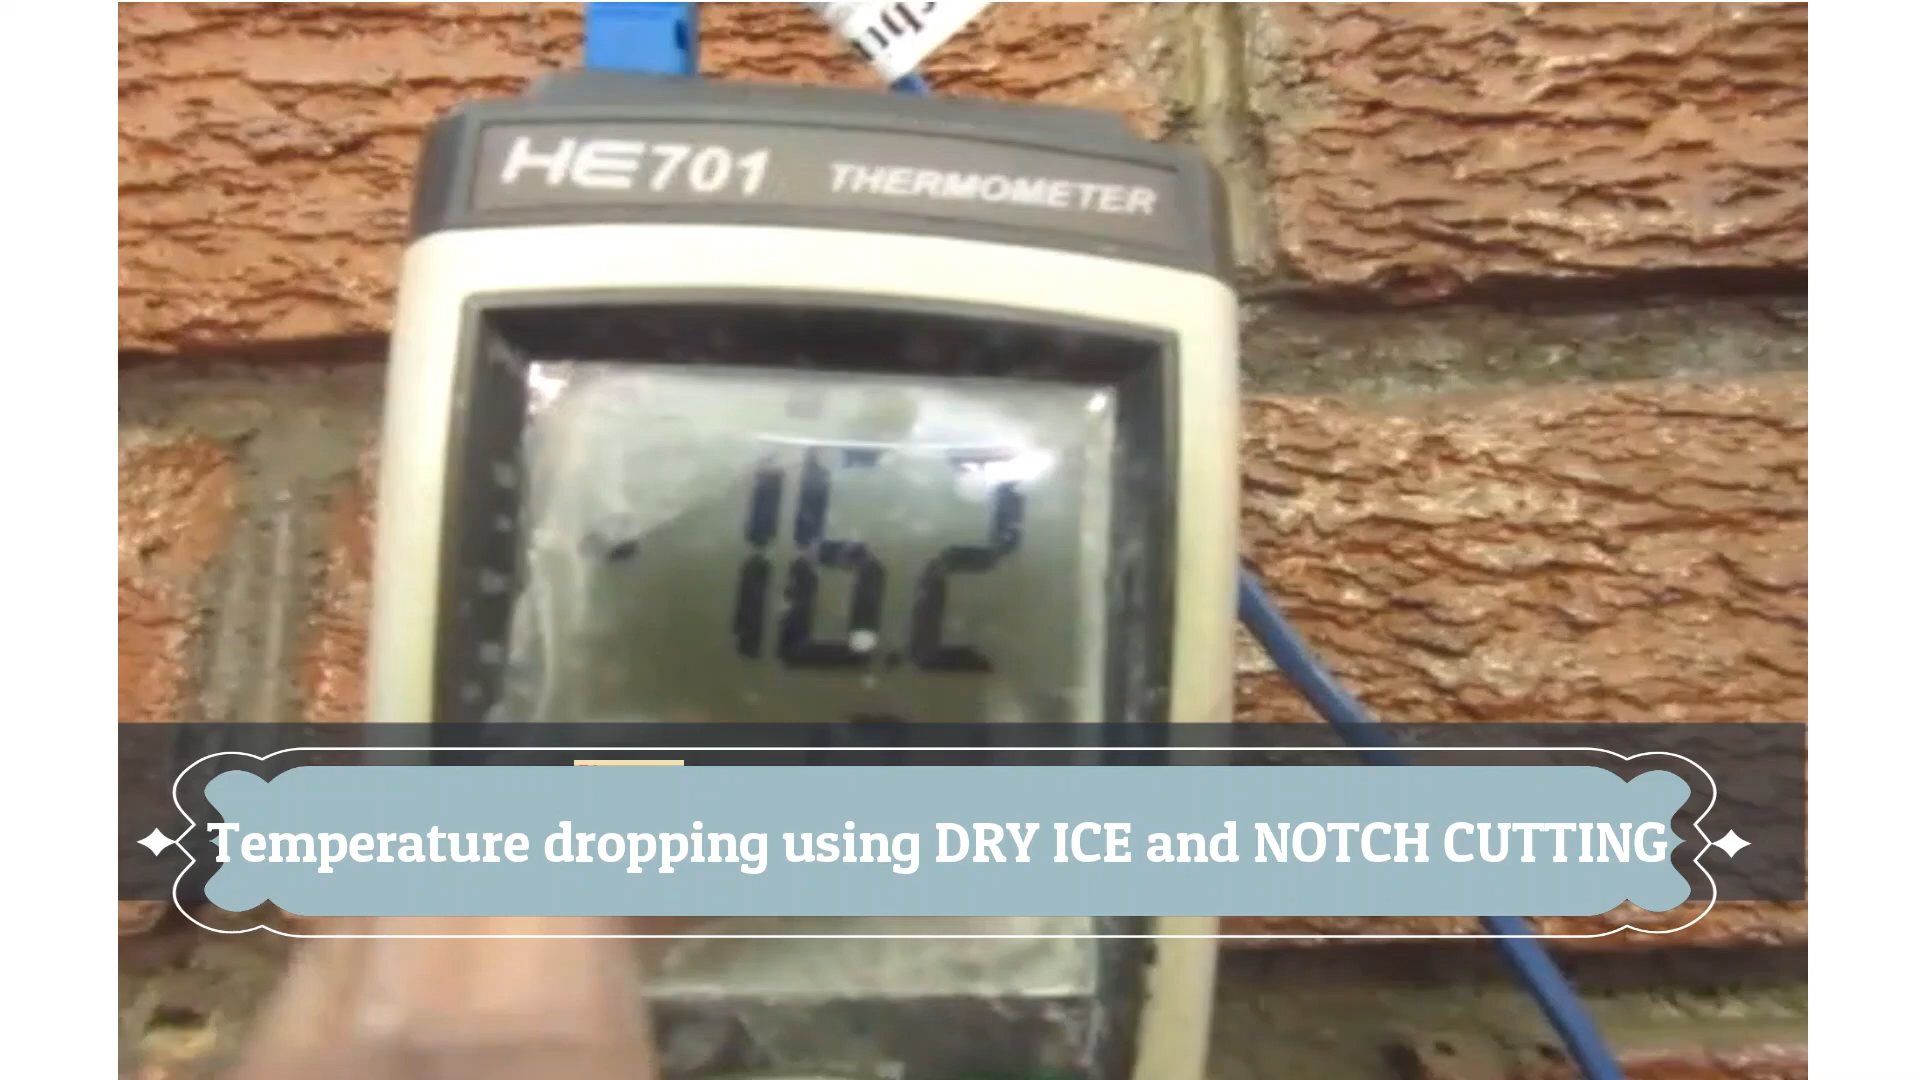 HE701 THERMOMETER
-16.2
Temperature dropping using DRY ICE and NOTCH CUTTING